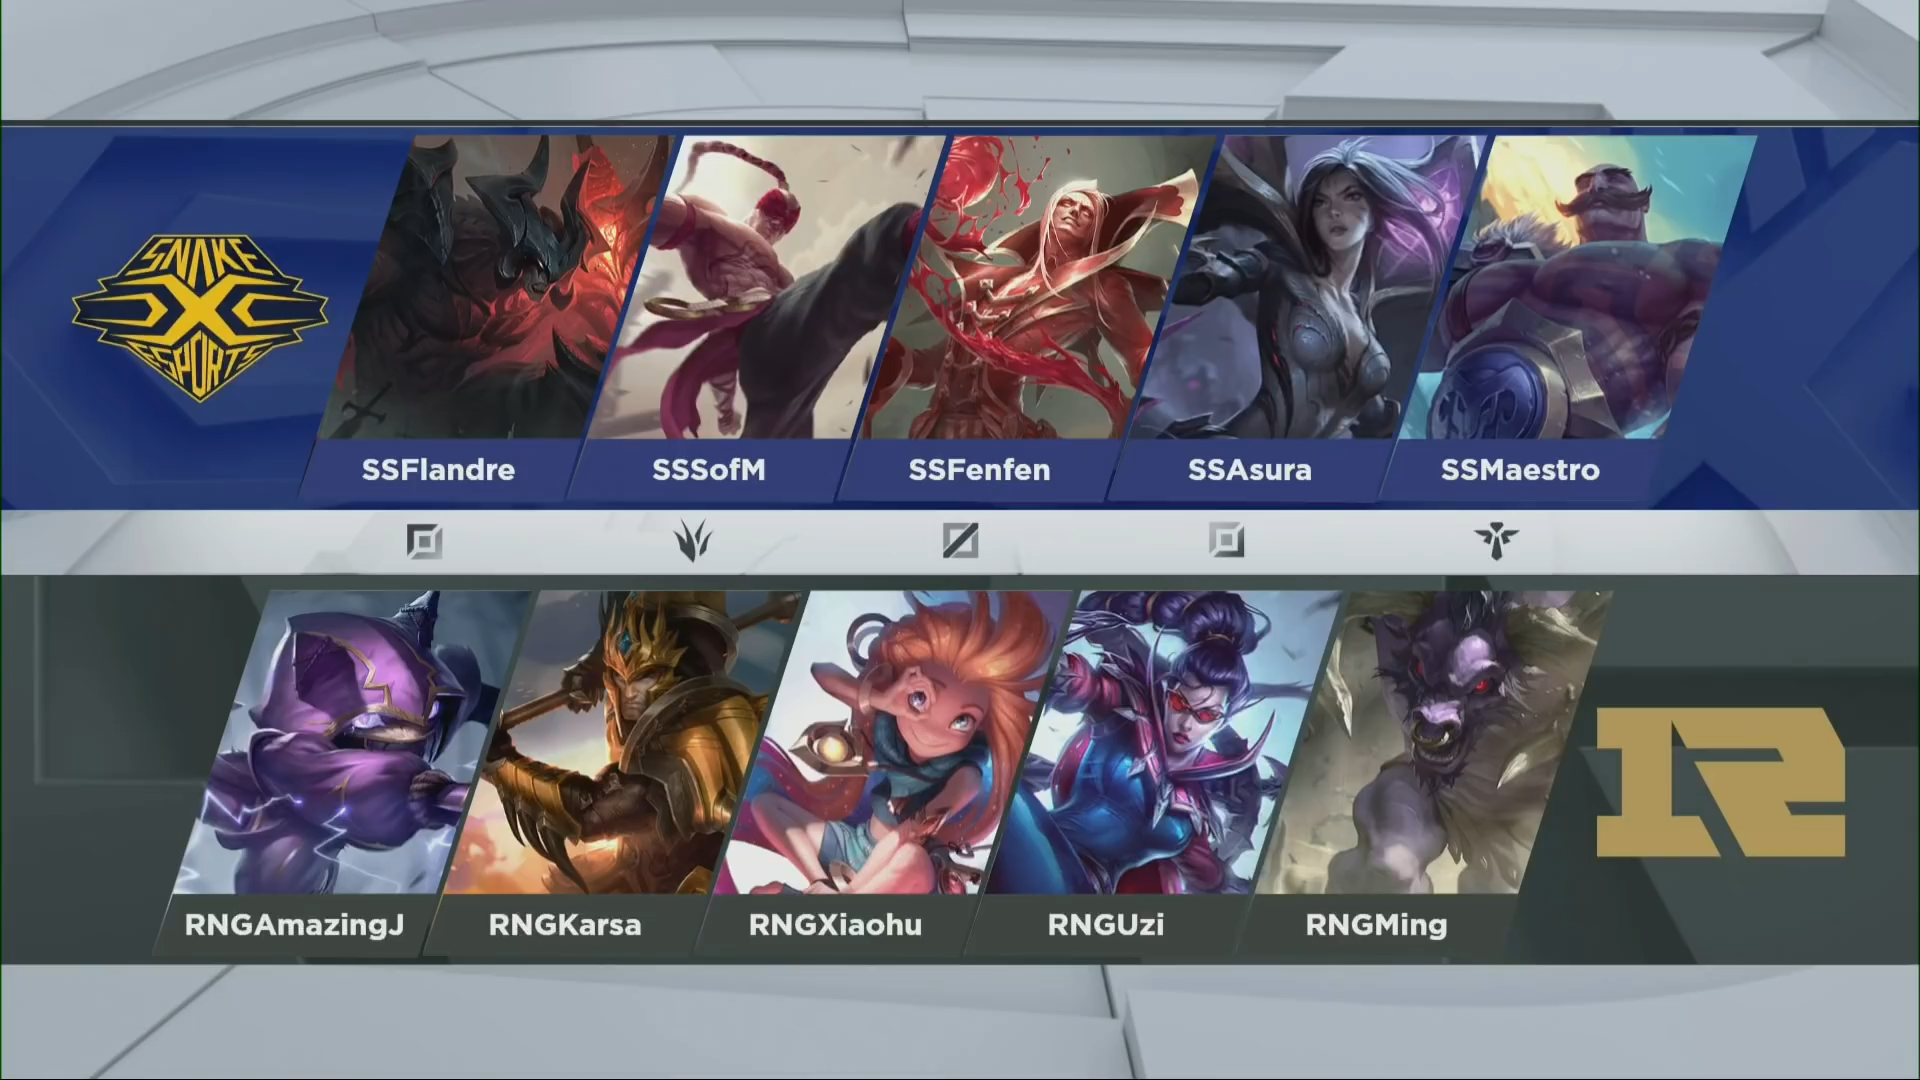 SNAKE
ESPORTS
SSFlandre
SSSofM
SSFenfen
SSAsura
SSMaestro
RNGAmazingJ
RNGKarsa
RNGXiaohu
RNGUzi
RNGMing
R